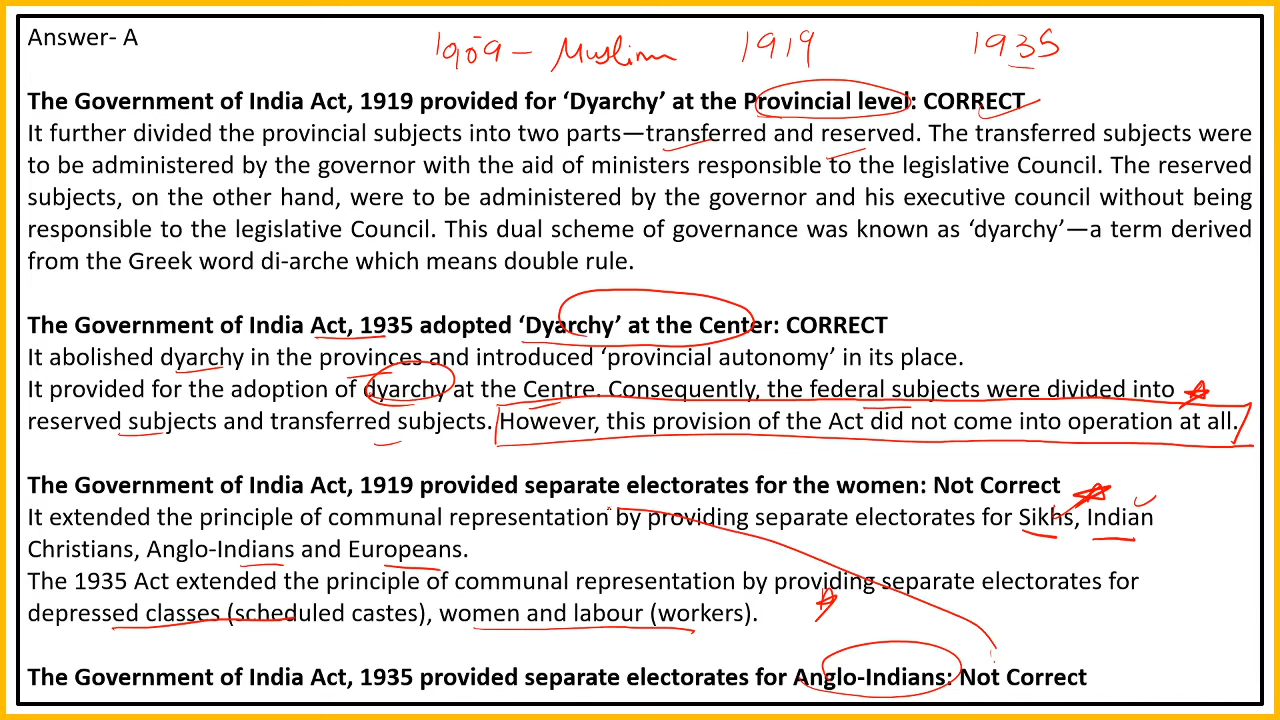 Answer- A
1909 - Muslim 1919 1935
The Government of India Act, 1919 provided for ‘Dyarchy’ at the Provincial level: CORRECT
It further divided the provincial subjects into two parts—transferred and reserved. The transferred subjects were
to be administered by the governor with the aid of ministers responsible to the legislative Council. The reserved
subjects, on the other hand, were to be administered by the governor and his executive council without being
responsible to the legislative Council. This dual scheme of governance was known as ‘dyarchy’—a term derived
from the Greek word di-arche which means double rule.
The Government of India Act, 1935 adopted ‘Dyarchy’ at the Center: CORRECT
It abolished dyarchy in the provinces and introduced ‘provincial autonomy’ in its place.
It provided for the adoption of dyarchy at the Centre. Consequently, the federal subjects were divided into
reserved subjects and transferred subjects. However, this provision of the Act did not come into operation at all.
The Government of India Act, 1919 provided separate electorates for the women: Not Correct
It extended the principle of communal representation by providing separate electorates for Sikhs, Indian
Christians, Anglo-Indians and Europeans.
The 1935 Act extended the principle of communal representation by providing separate electorates for
depressed classes (scheduled castes), women and labour (workers).
The Government of India Act, 1935 provided separate electorates for Anglo-Indians: Not Correct